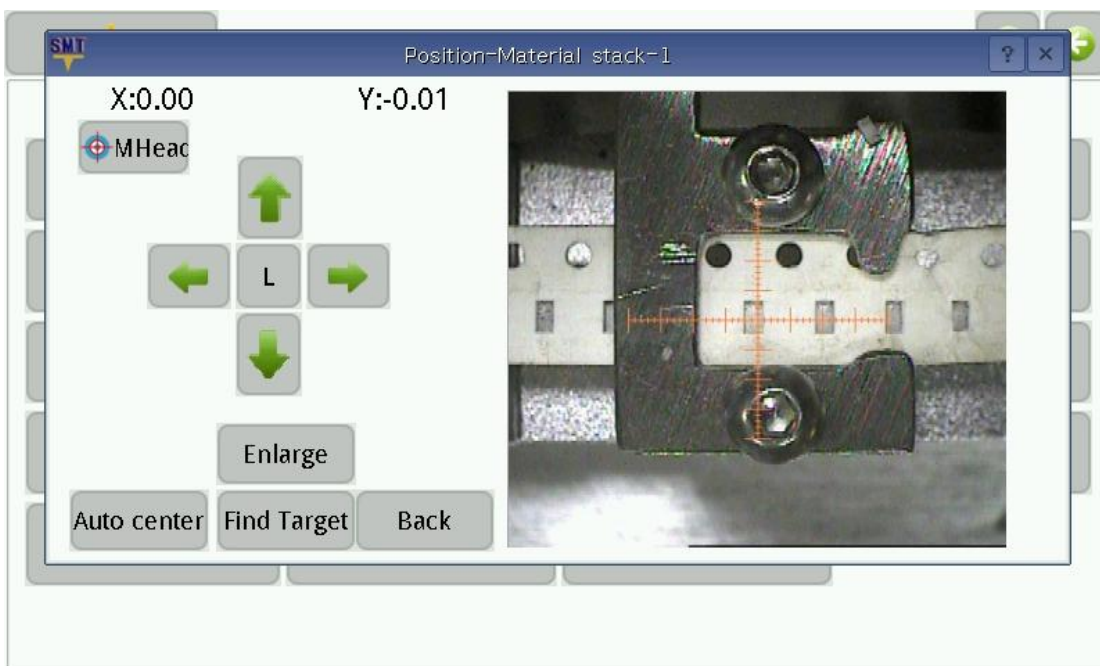 SMT
Position-Material stack-1
? ×
X:0.00 Y:-0.01
MHead
L
Enlarge
Auto center Find Target Back